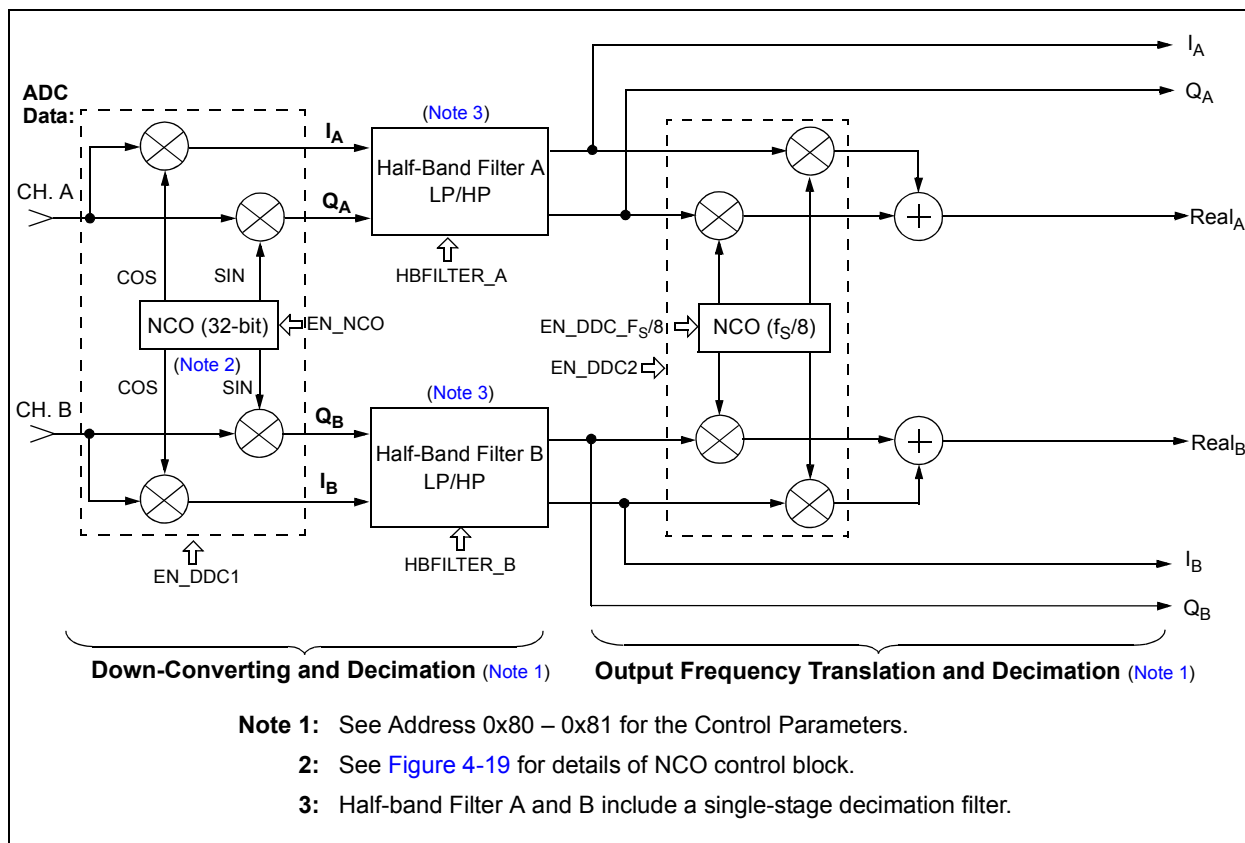 I_A
Q_A
ADC
Data:
(Note 3)
I_A
Half-Band Filter A
LP/HP
CH. A
Q_A
Real_A
HBFILTER_A
COS
SIN
NCO (32-bit)
EN_NCO
EN_DDC_F_S/8
NCO (f_S/8)
(Note 2)
EN_DDC2
COS
SIN
(Note 3)
CH. B
Q_B
Half-Band Filter B
LP/HP
Real_B
I_B
HBFILTER_B
EN_DDC1
I_B
Q_B
Down-Converting and Decimation (Note 1)
Output Frequency Translation and Decimation (Note 1)
Note 1: See Address 0x80 – 0x81 for the Control Parameters.
2: See Figure 4-19 for details of NCO control block.
3: Half-band Filter A and B include a single-stage decimation filter.